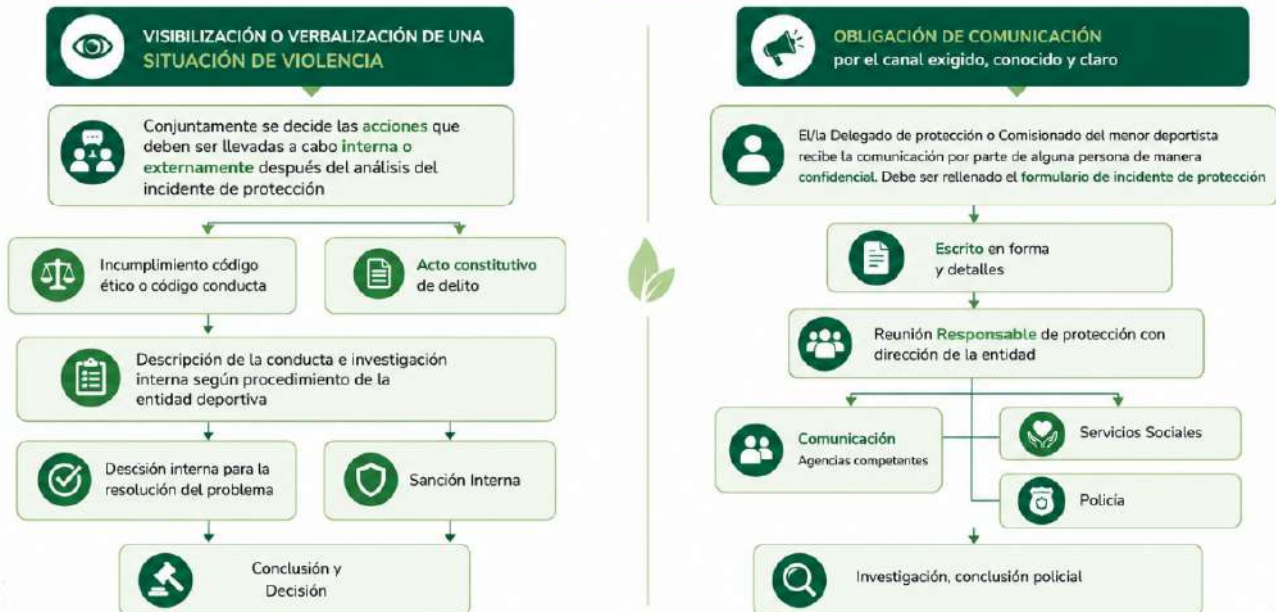 VISIBILIZACIÓN O VERBALIZACIÓN DE UNA
SITUACIÓN DE VIOLENCIA
Conjuntamente se decide las acciones que
deben ser llevadas a cabo interna o
externamente después del análisis del
incidente de protección
Incumplimiento código
ético o código conducta
Acto constitutivo
de delito
Descripción de la conducta e investigación
interna según procedimiento de la
entidad deportiva
Descsión interna para la
resolución del problema
Sanción Interna
Conclusión y
Decisión
OBLIGACIÓN DE COMUNICACIÓN
por el canal exigido, conocido y claro
El/la Delegado de protección o Comisionado del menor deportista
recibe la comunicación por parte de alguna persona de manera
confidencial. Debe ser rellenado el formulario de incidente de protección
Escrito en forma
y detalles
Reunión Responsable de protección con
dirección de la entidad
Comunicación
Agencias competentes
Servicios Sociales
Policía
Investigación, conclusión policial